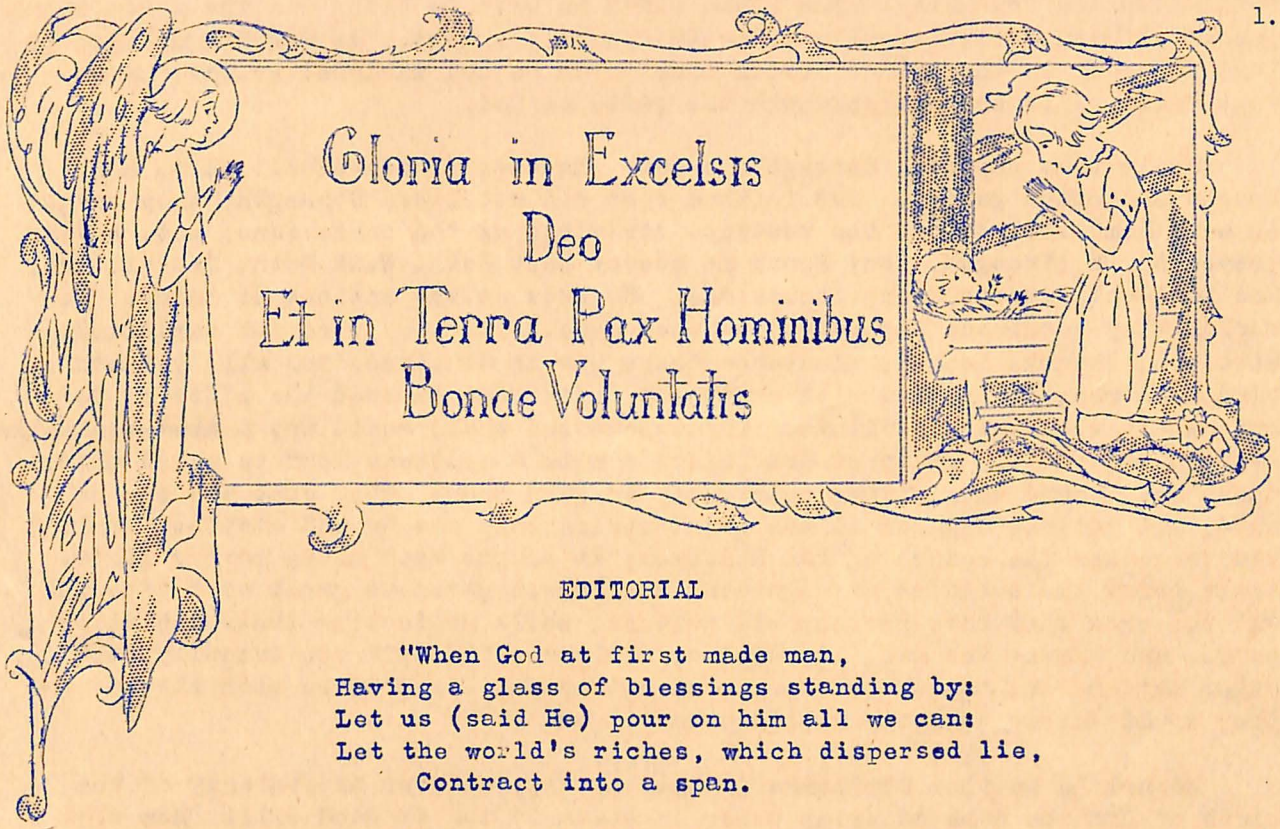 1.
Gloria in Excelsis
Deo
Et in Terra Pax Hominibus
Bonae Voluntatis
EDITORIAL
"When God at first made man,
Having a glass of blessings standing by:
Let us (said He) pour on him all we can:
Let the world's riches, which dispersed lie,
Contract into a span.